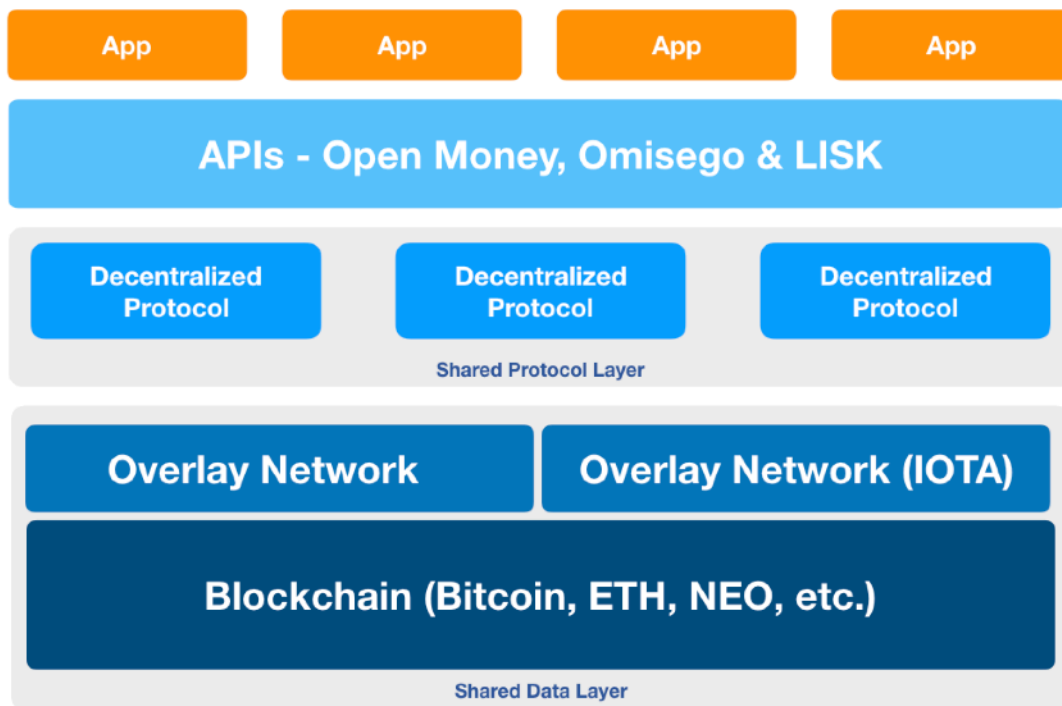 App
App
App
App
APIs - Open Money, Omisego & LISK
Decentralized
Protocol
Decentralized
Protocol
Decentralized
Protocol
Shared Protocol Layer
Overlay Network
Overlay Network (IOTA)
Blockchain (Bitcoin, ETH, NEO, etc.)
Shared Data Layer